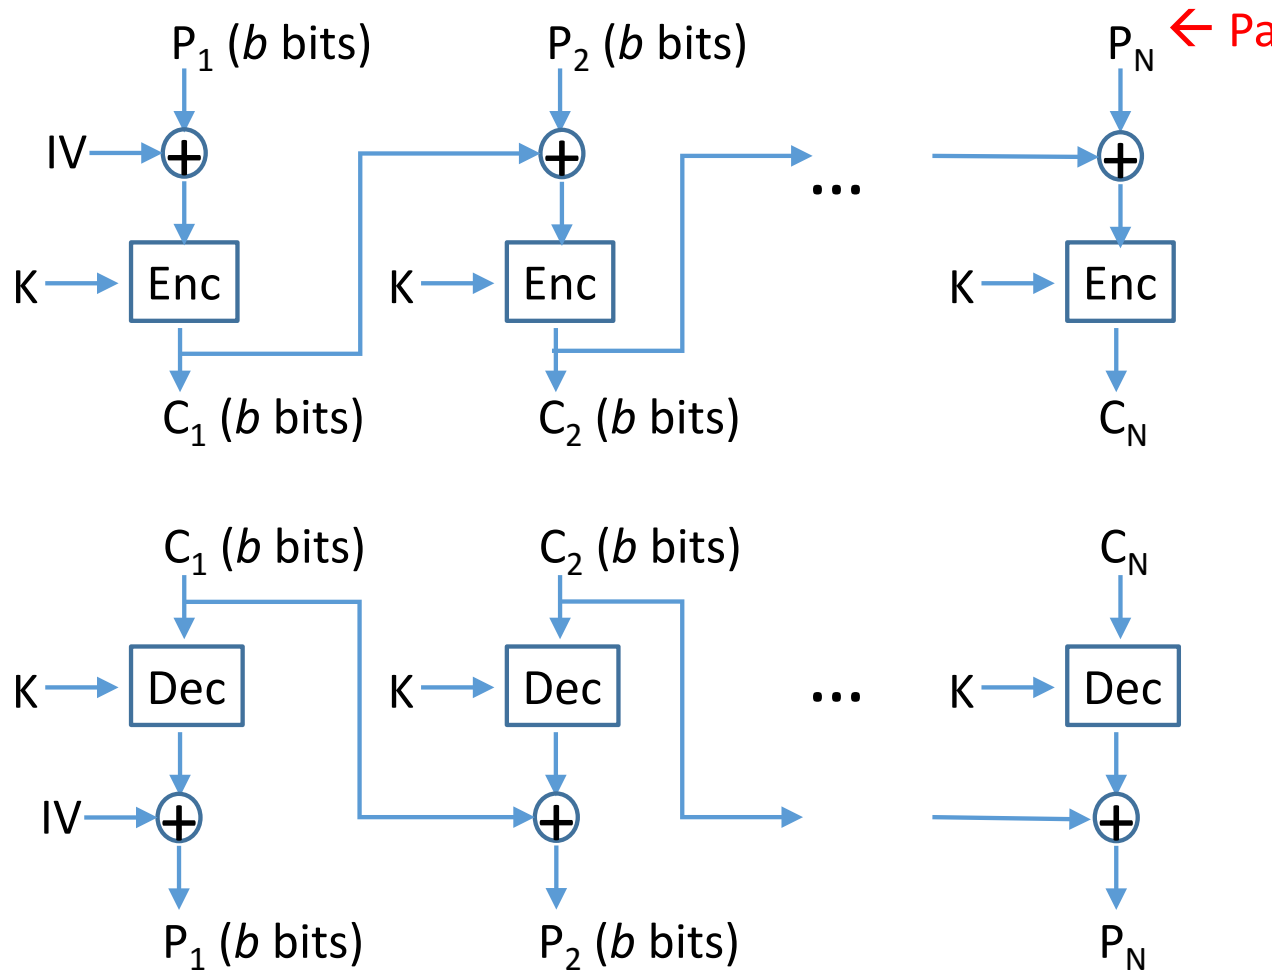 P1 (b bits) P2 (b bits) PN ← Pa
IV + + ... +
K Enc K Enc K Enc
C1 (b bits) C2 (b bits) CN
C1 (b bits) C2 (b bits) CN
K Dec K Dec ... K Dec
IV + + +
P1 (b bits) P2 (b bits) PN